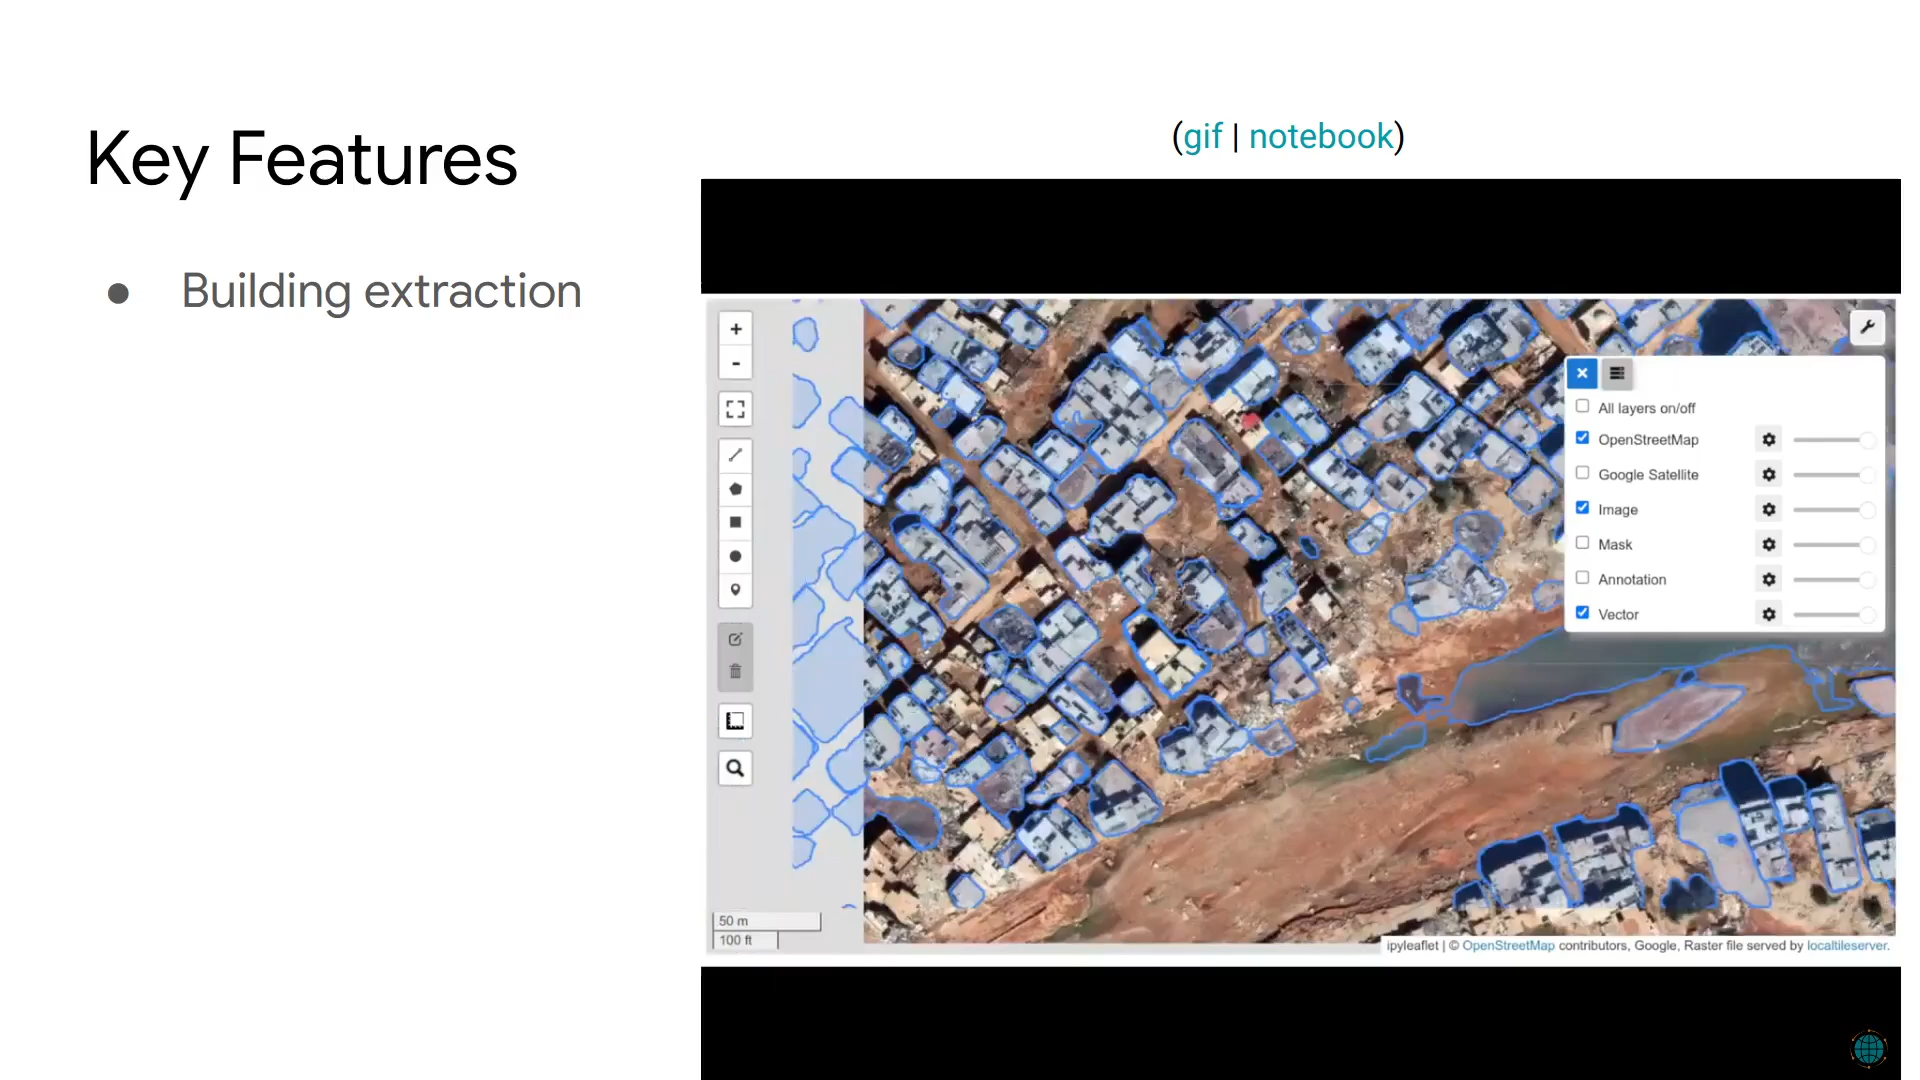 Key Features
(gif | notebook)
● Building extraction
+
-
All layers on/off
OpenStreetMap
Google Satellite
Image
Mask
Annotation
Vector
50 m
100 ft
ipyleaflet | © OpenStreetMap contributors, Google, Raster file served by localtileserver.